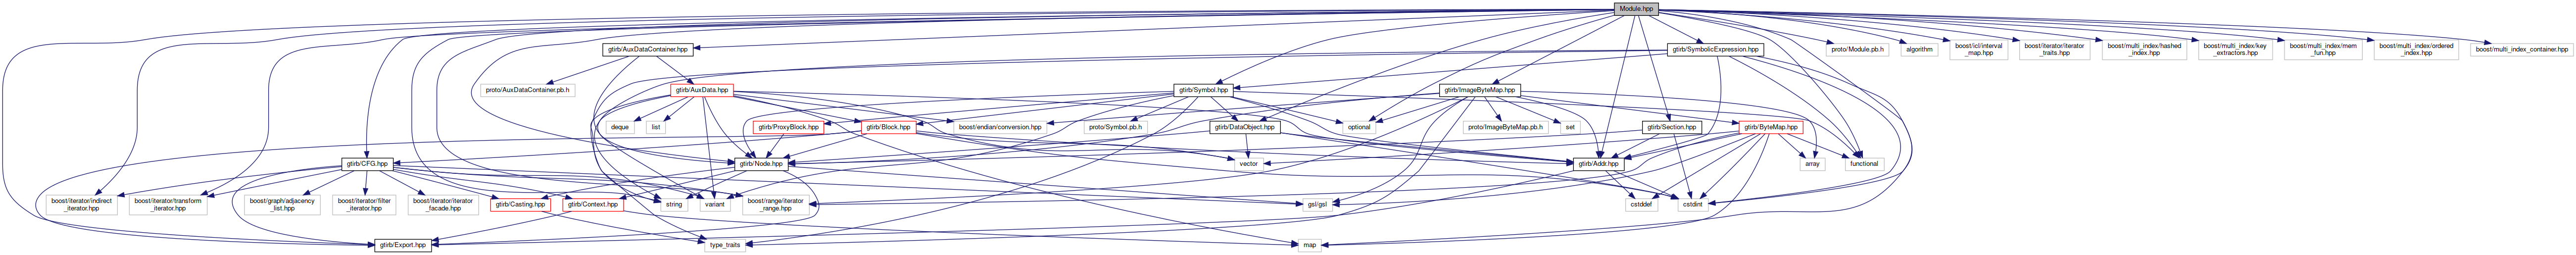 Module.hpp
gtirb/AuxDataContainer.hpp
gtirb/SymbolicExpression.hpp
proto/Module.pb.h
algorithm
boost/icl/interval
_map.hpp
boost/iterator/iterator
_traits.hpp
boost/multi_index/hashed
_index.hpp
boost/multi_index/key
_extractors.hpp
boost/multi_index/mem
_fun.hpp
boost/multi_index/ordered
_index.hpp
boost/multi_index_container.hpp
proto/AuxDataContainer.pb.h
gtirb/AuxData.hpp
gtirb/Symbol.hpp
gtirb/ImageByteMap.hpp
deque
list
gtirb/ProxyBlock.hpp
gtirb/Block.hpp
boost/endian/conversion.hpp
proto/Symbol.pb.h
gtirb/DataObject.hpp
optional
proto/ImageByteMap.pb.h
set
gtirb/Section.hpp
gtirb/ByteMap.hpp
gtirb/CFG.hpp
gtirb/Node.hpp
vector
gtirb/Addr.hpp
array
functional
boost/iterator/indirect
_iterator.hpp
boost/iterator/transform
_iterator.hpp
boost/graph/adjacency
_list.hpp
boost/iterator/filter
_iterator.hpp
boost/iterator/iterator
_facade.hpp
gtirb/Casting.hpp
gtirb/Context.hpp
string
variant
boost/range/iterator
_range.hpp
gsl/gsl
cstddef
cstdint
gtirb/Export.hpp
type_traits
map